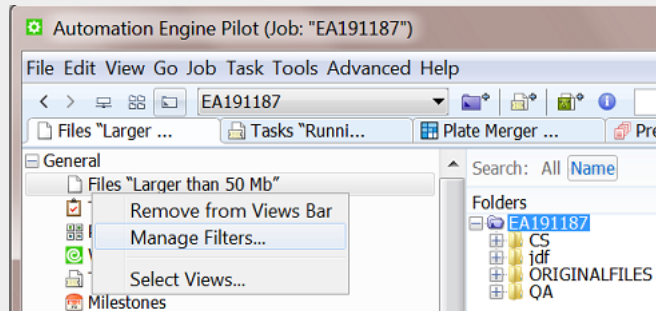 Automation Engine Pilot (Job: "EA191187")
File Edit View Go Job Task Tools Advanced Help
EA191187
Files “Larger ... Tasks “Runni... Plate Merger ... Pre
General
Files “Larger than 50 Mb”
Remove from Views Bar
Manage Filters...
Select Views...
Milestones
Search: All Name
Folders
EA191187
CS
jdf
ORIGINALFILES
QA